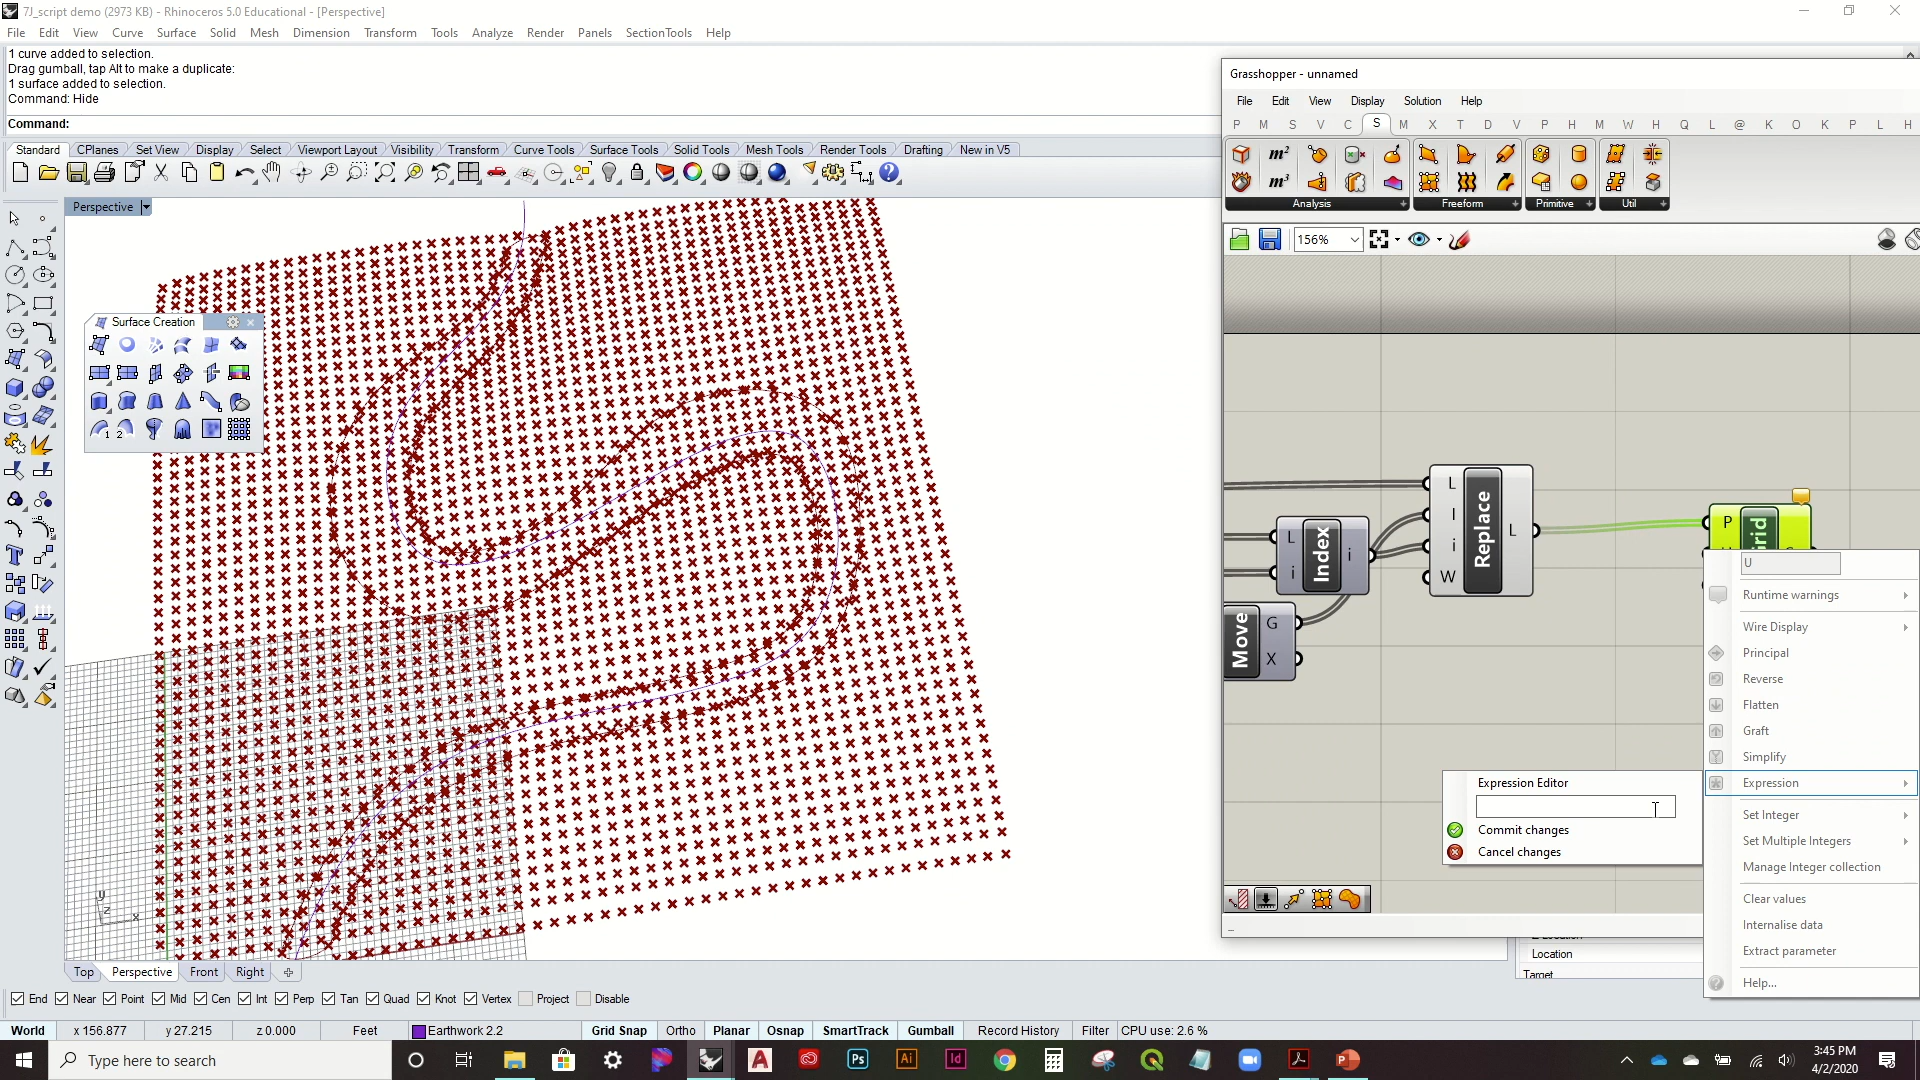 7J_script demo (2973 KB) - Rhinoceros 5.0 Educational - [Perspective]
File Edit View Curve Surface Solid Mesh Dimension Transform Tools Analyze Render Panels SectionTools Help
1 curve added to selection.
Drag gumball, tap Alt to make a duplicate:
1 surface added to selection.
Command: Hide
Command:
Standard CPlanes Set View Display Select Viewport Layout Visibility Transform Curve Tools Surface Tools Solid Tools Mesh Tools Render Tools Drafting New in V5
Perspective
Surface Creation
1 2
y
z x
Grasshopper - unnamed
File Edit View Display Solution Help
P M S V C S M X T D V P H M W H Q L @ K O K P L H
m² m³
Analysis Freeform Primitive Util
156%
L i Index i
Move G X
L I i W Replace L
P
U
Runtime warnings
Wire Display
Principal
Reverse
Flatten
Graft
Simplify
Expression
Set Integer
Set Multiple Integers
Manage Integer collection
Clear values
Internalise data
Extract parameter
Help...
Expression Editor
Commit changes
Cancel changes
Location
Target
Top Perspective Front Right
End Near Point Mid Cen Int Perp Tan Quad Knot Vertex Project Disable
World x 156.877 y 27.215 z 0.000 Feet Earthwork 2.2 Grid Snap Ortho Planar Osnap SmartTrack Gumball Record History Filter CPU use: 2.6 %
Type here to search
Ps Ai Id
3:45 PM
4/2/2020